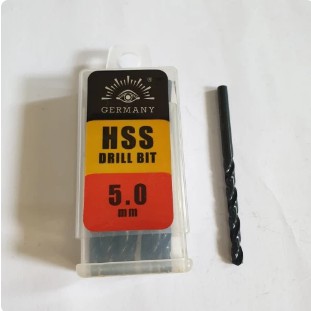 ®
GERMANY
HSS
DRILL BIT
5.0
mm